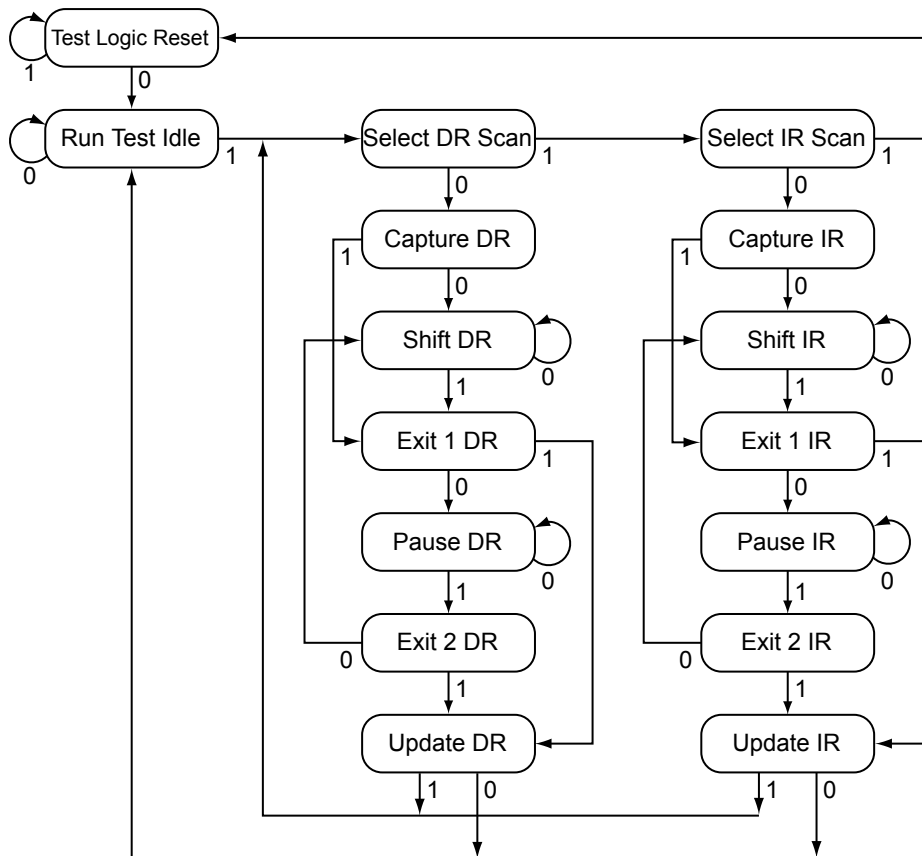 Test Logic Reset
1
0
Run Test Idle
0
1
Select DR Scan
1
Select IR Scan
1
0
0
Capture DR
1
0
Capture IR
1
0
Shift DR
0
1
Shift IR
0
1
Exit 1 DR
1
0
Exit 1 IR
1
0
Pause DR
0
1
Pause IR
0
1
Exit 2 DR
0
1
Exit 2 IR
0
1
Update DR
1
0
Update IR
1
0